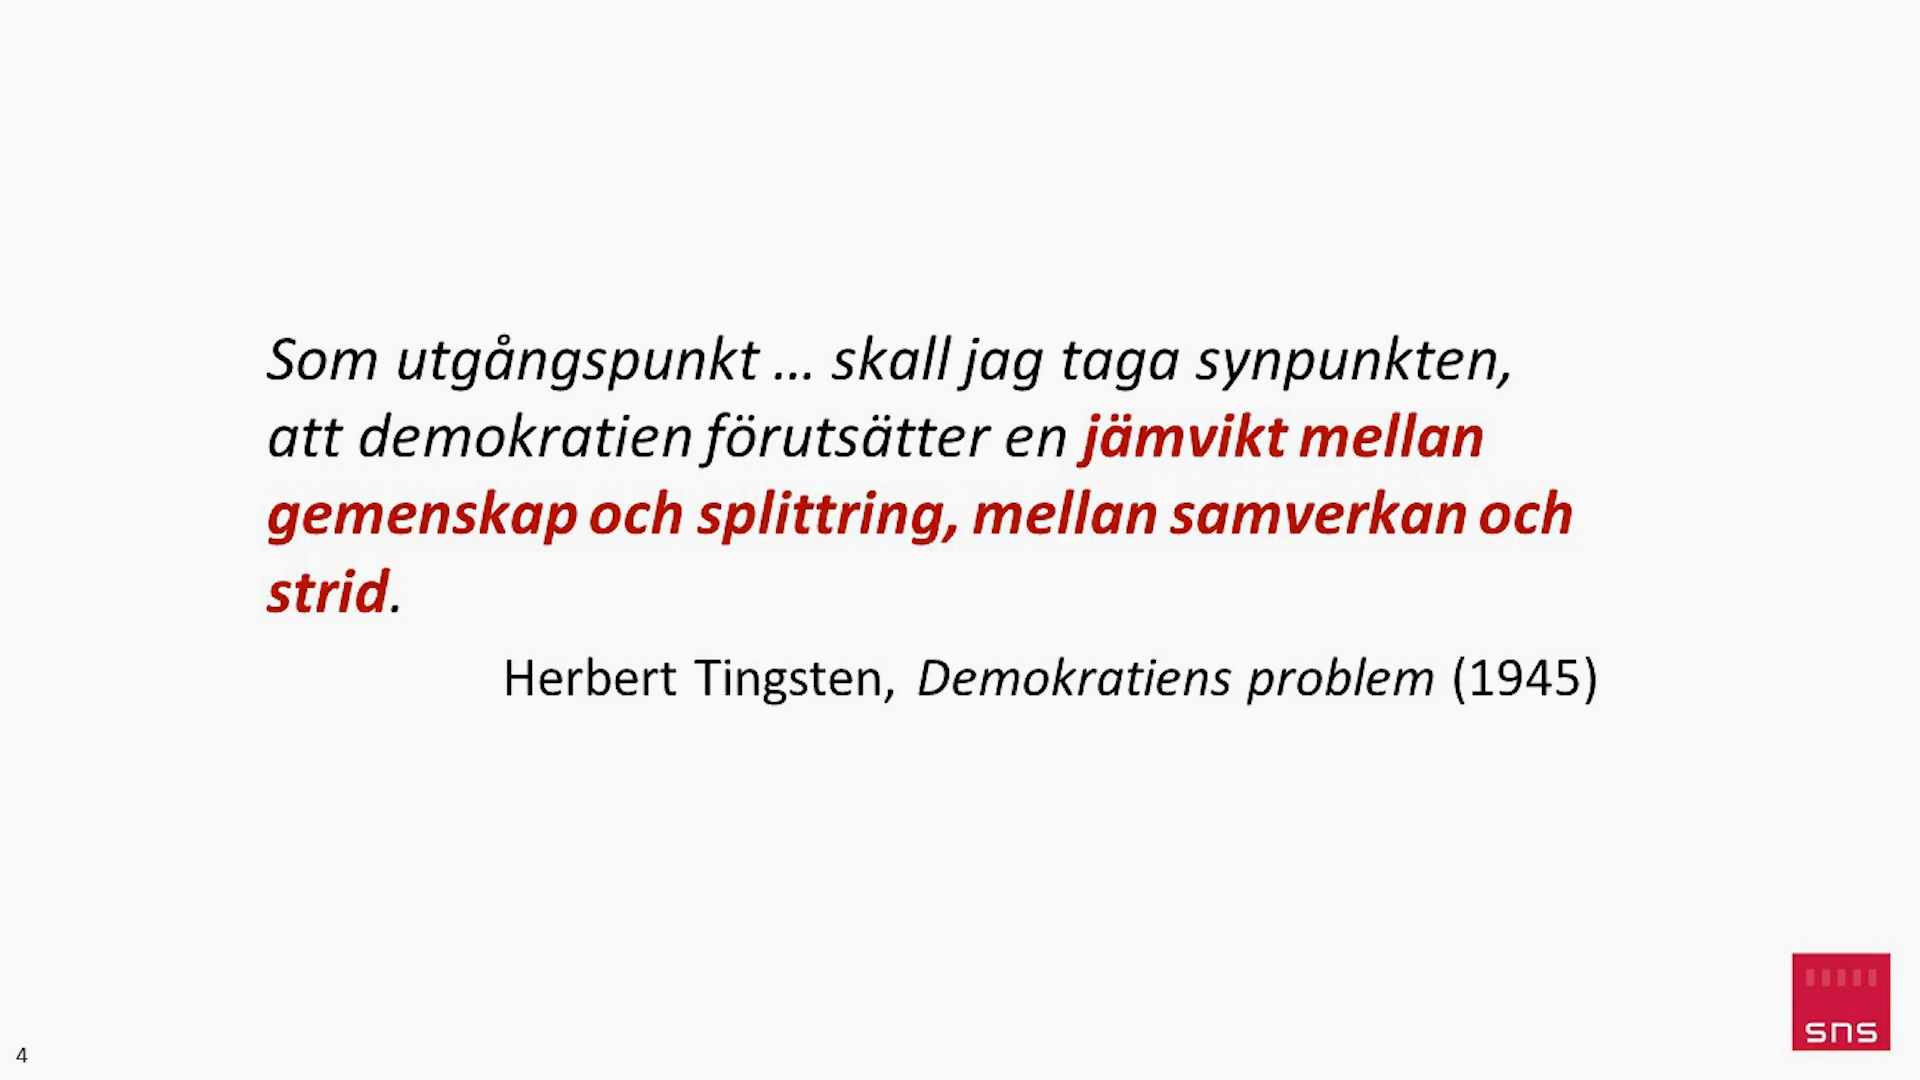 Som utgångspunkt … skall jag taga synpunkten,
att demokratien förutsätter en jämvikt mellan
gemenskap och splittring, mellan samverkan och
strid.
Herbert Tingsten, Demokratiens problem (1945)
sns
4